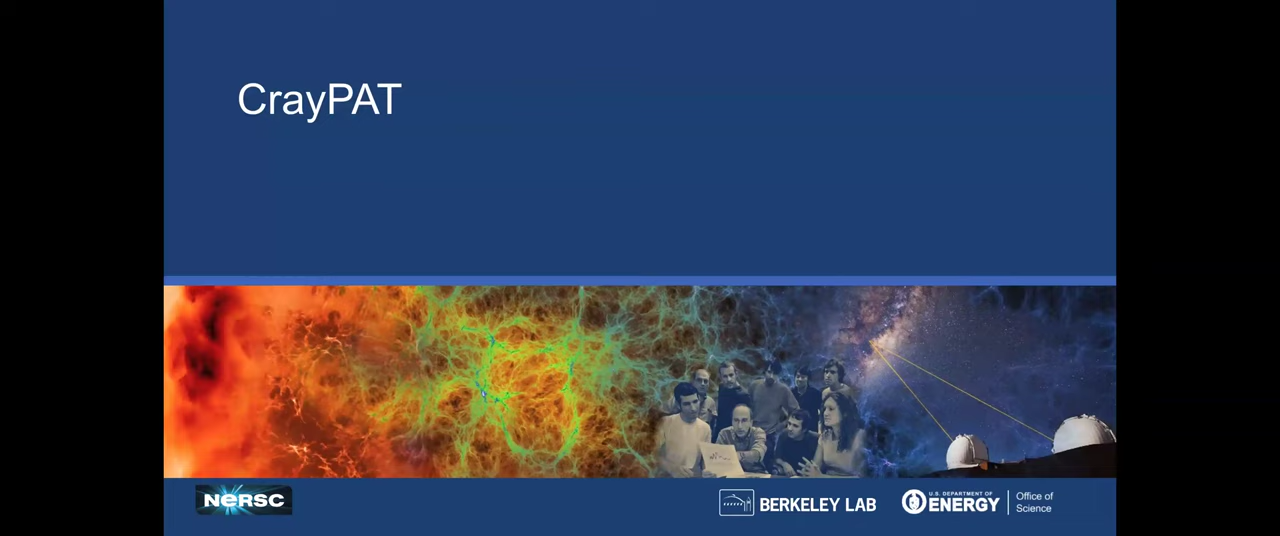 CrayPAT
NERSC
BERKELEY LAB
U.S. DEPARTMENT OF
ENERGY
Office of
Science